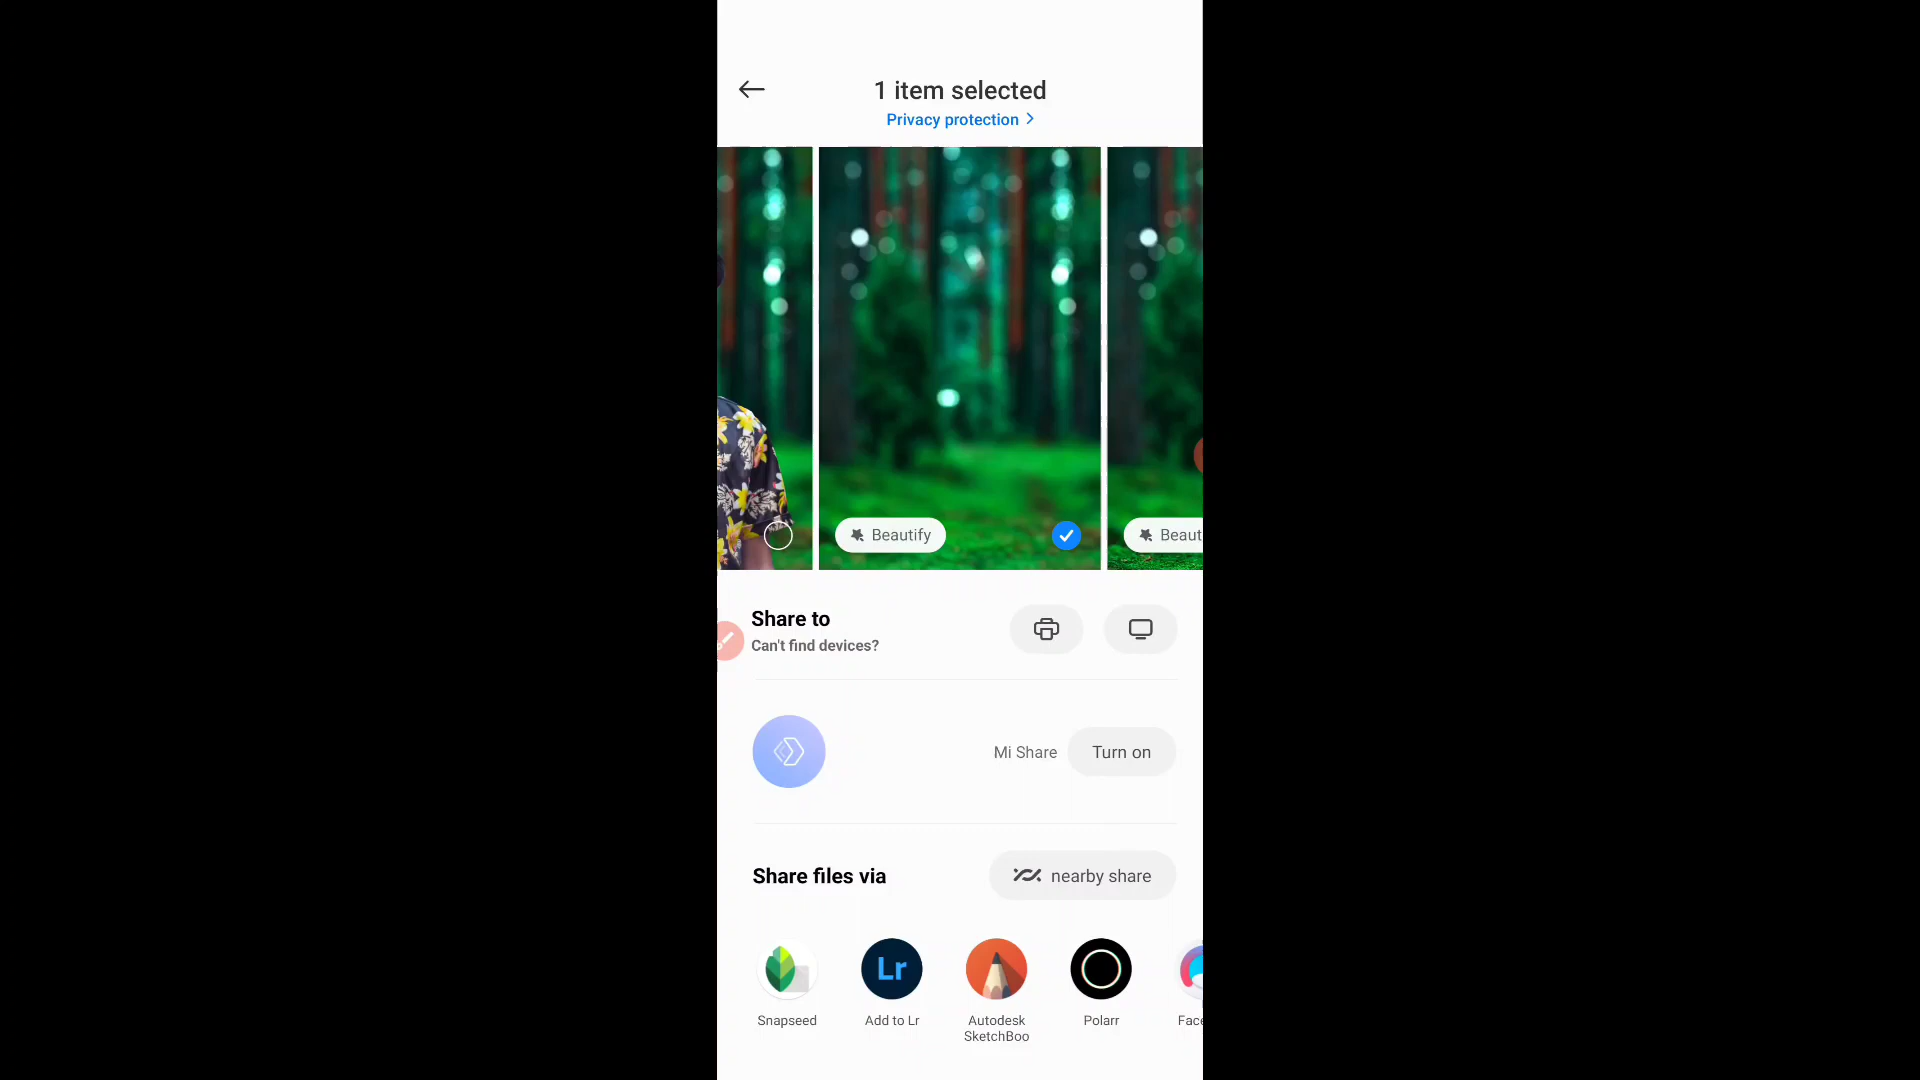 1 item selected
Privacy protection
Beautify
Beaut
Share to
Can't find devices?
Mi Share
Turn on
Share files via
nearby share
Lr
Snapseed
Add to Lr
Autodesk
SketchBoo
Polarr
Face